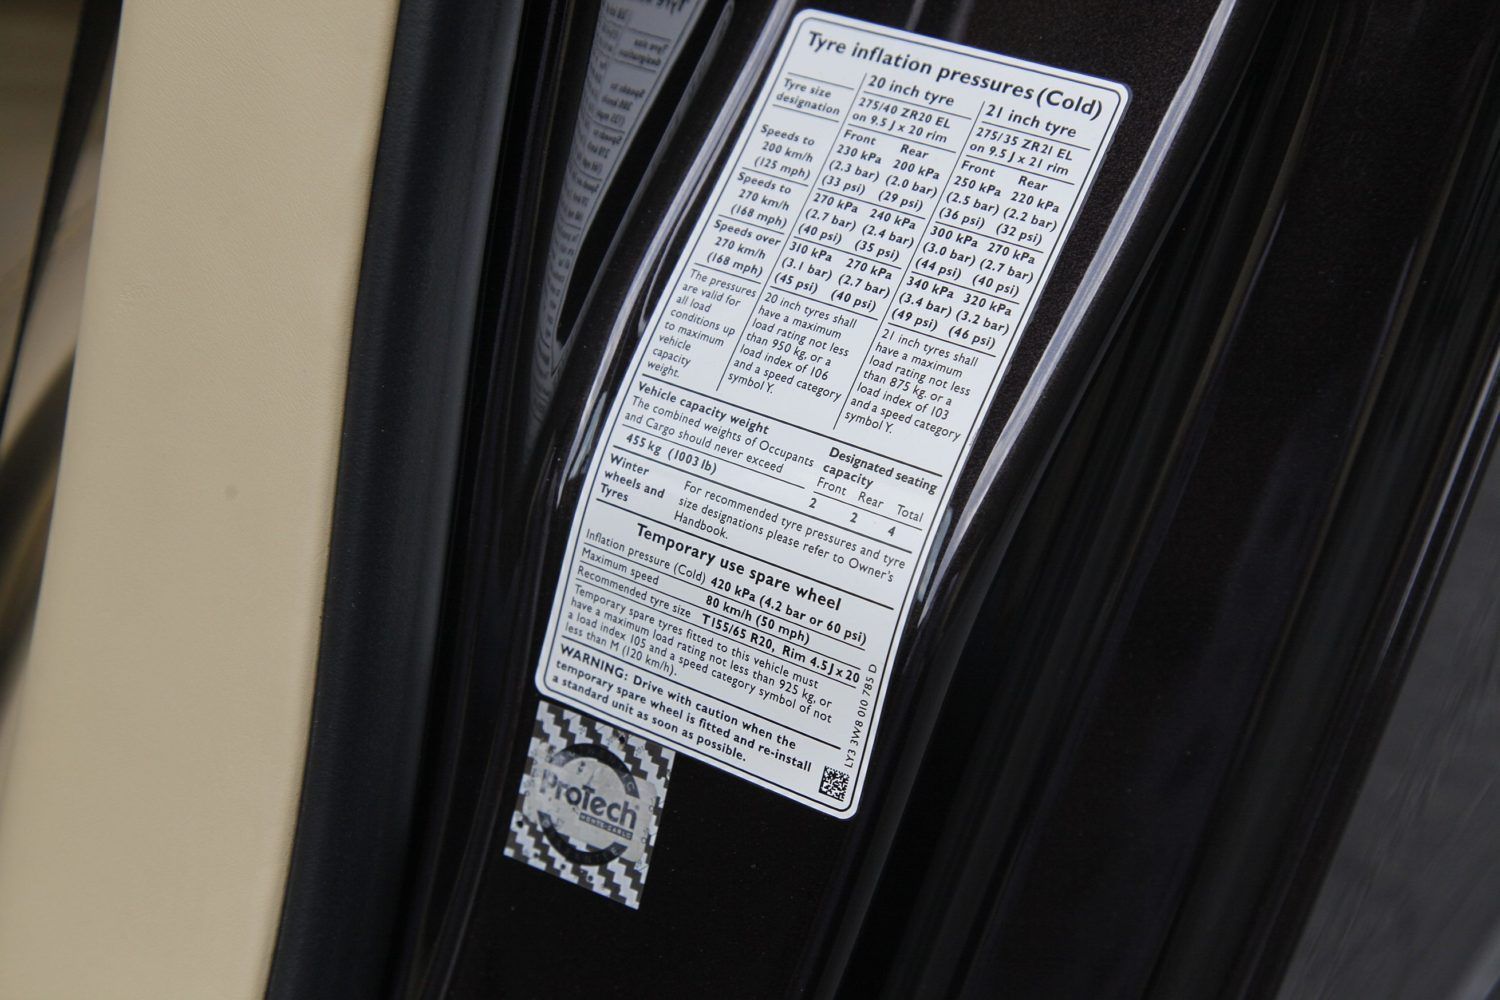 Tyre inflation pressures (Cold)
Tyre size
designation
20 inch tyre
275/40 ZR20 EL
on 9.5 J x 20 rim
21 inch tyre
275/35 ZR21 EL
on 9.5 J x 21 rim
Front Rear Front Rear
Speeds to
200 km/h
(125 mph)
230 kPa 200 kPa 250 kPa 220 kPa
(2.3 bar) (2.0 bar) (2.5 bar) (2.2 bar)
(33 psi) (29 psi) (36 psi) (32 psi)
Speeds to
270 km/h
(168 mph)
270 kPa 240 kPa 300 kPa 270 kPa
(2.7 bar) (2.4 bar) (3.0 bar) (2.7 bar)
(40 psi) (35 psi) (44 psi) (40 psi)
Speeds over
270 km/h
(168 mph)
310 kPa 270 kPa 340 kPa 320 kPa
(3.1 bar) (2.7 bar) (3.4 bar) (3.2 bar)
(45 psi) (40 psi) (49 psi) (46 psi)
The pressures
are valid for
all load
conditions up
to maximum
vehicle
capacity
weight.
20 inch tyres shall
have a maximum
load rating not less
than 950 kg, or a
load index of 106
and a speed category
symbol Y.
21 inch tyres shall
have a maximum
load rating not less
than 875 kg. or a
load index of 103
and a speed category
symbol Y.
Vehicle capacity weight
The combined weights of Occupants
and Cargo should never exceed
455 kg (1003 lb)
Designated seating
capacity
Front Rear Total
2 2 4
Winter
wheels and
Tyres
For recommended tyre pressures and tyre
size designations please refer to Owner's
Handbook.
Temporary use spare wheel
Inflation pressure (Cold) 420 kPa (4.2 bar or 60 psi)
Maximum speed 80 km/h (50 mph)
Recommended tyre size T155/65 R20, Rim 4.5J x 20
Temporary spare tyres fitted to this vehicle must
have a maximum load rating not less than 925 kg, or
a load index 105 and a speed category symbol of not
less than M (120 km/h).
WARNING: Drive with caution when the
temporary spare wheel is fitted and re-install
a standard unit as soon as possible.
LY3 3W8 010 785 D
ProTech
MONTE-CARLO